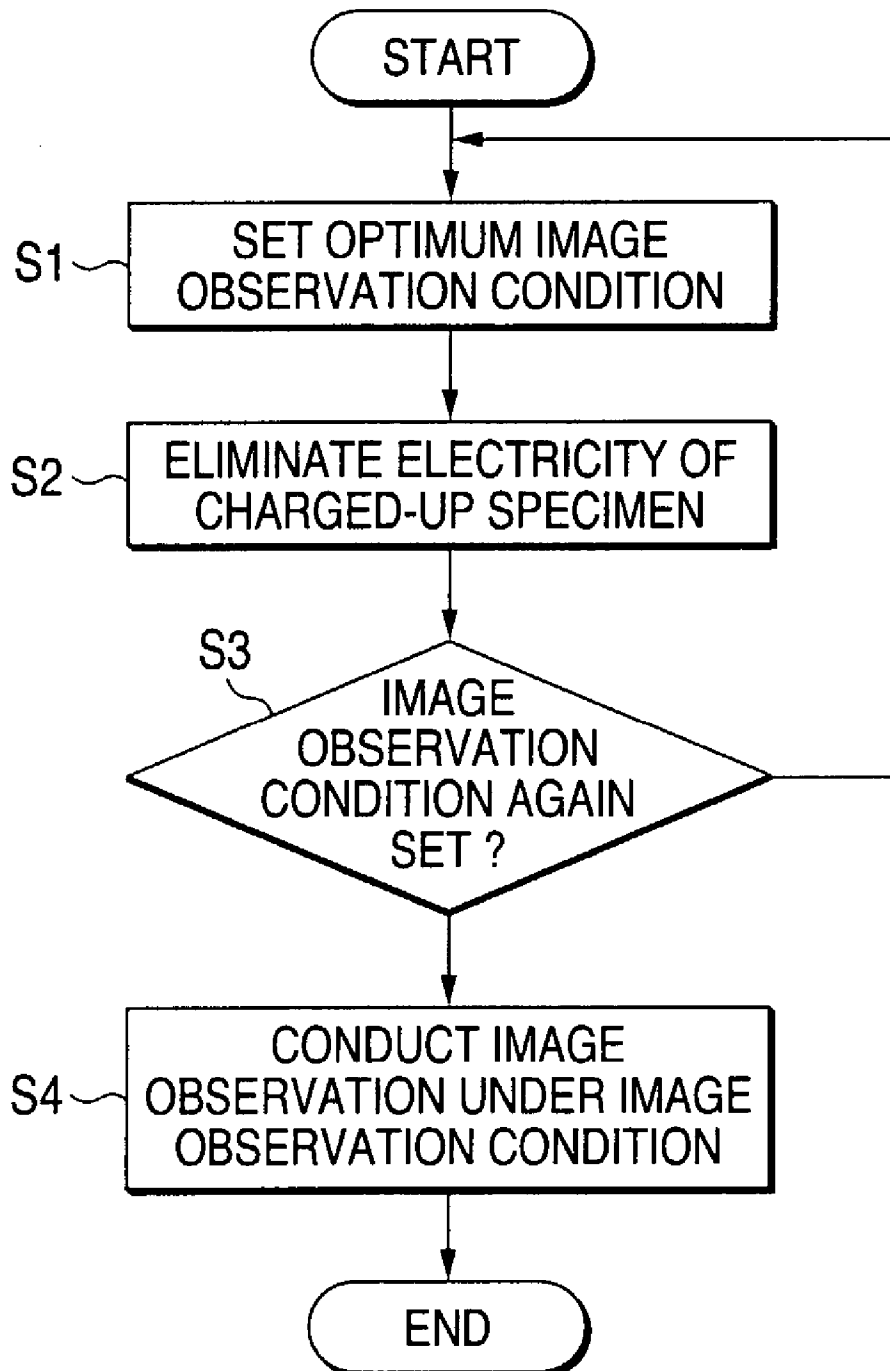 START
S1
SET OPTIMUM IMAGE
OBSERVATION CONDITION
S2
ELIMINATE ELECTRICITY OF
CHARGED-UP SPECIMEN
S3
IMAGE
OBSERVATION
CONDITION AGAIN
SET ?
S4
CONDUCT IMAGE
OBSERVATION UNDER IMAGE
OBSERVATION CONDITION
END